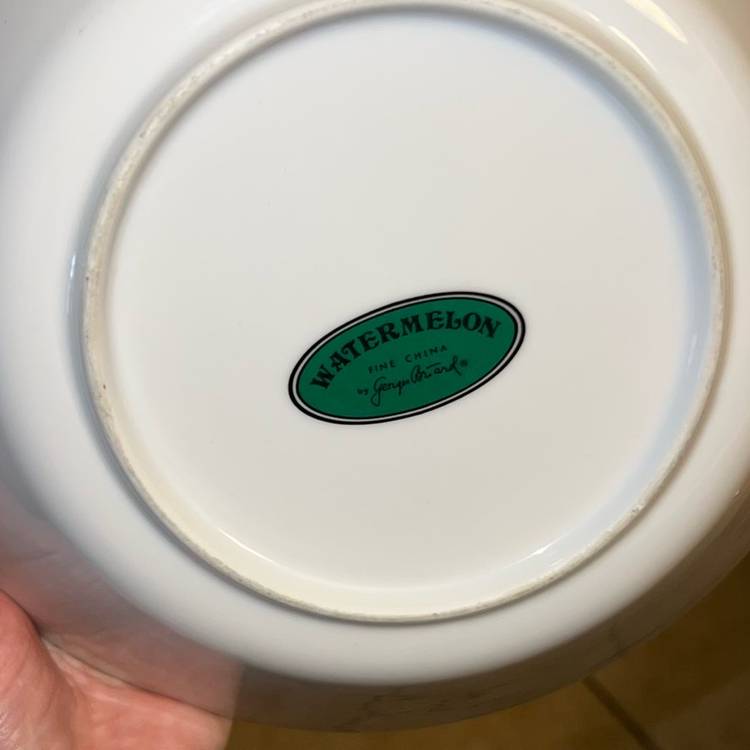 WATERMELON
FINE CHINA
by Georges Briard®